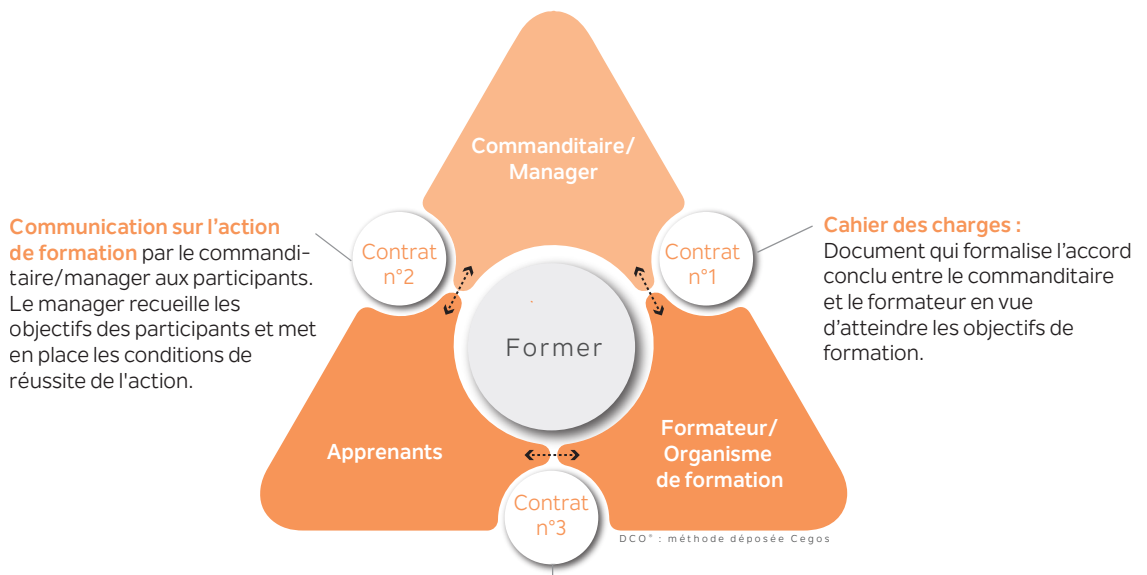 Commanditaire/
Manager
Communication sur l'action
de formation par le commandi-
taire/manager aux participants.
Le manager recueille les
objectifs des participants et met
en place les conditions de
réussite de l'action.
Contrat
n°2
Contrat
n°1
Cahier des charges :
Document qui formalise l'accord
conclu entre le commanditaire
et le formateur en vue
d'atteindre les objectifs de
formation.
Former
Apprenants
Formateur/
Organisme
de formation
Contrat
n°3
DCO® : méthode déposée Cegos